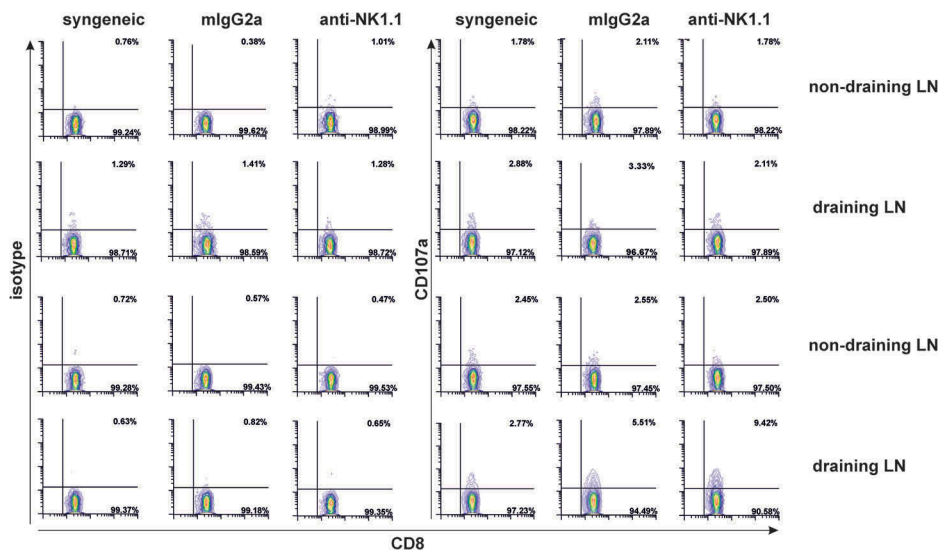 syngeneic mIgG2a anti-NK1.1 syngeneic mIgG2a anti-NK1.1
0.76% 0.38% 1.01% 1.78% 2.11% 1.78%
non-draining LN
99.24% 99.62% 98.99% 98.22% 97.89% 98.22%
1.29% 1.41% 1.28% 2.88% 3.33% 2.11%
draining LN
98.71% 98.59% 98.72% 97.12% 96.67% 97.89%
isotype CD107a
0.72% 0.57% 0.47% 2.45% 2.55% 2.50%
non-draining LN
99.28% 99.43% 99.53% 97.55% 97.45% 97.50%
0.63% 0.82% 0.65% 2.77% 5.51% 9.42%
draining LN
99.37% 99.18% 99.35% 97.23% 94.49% 90.58%
CD8